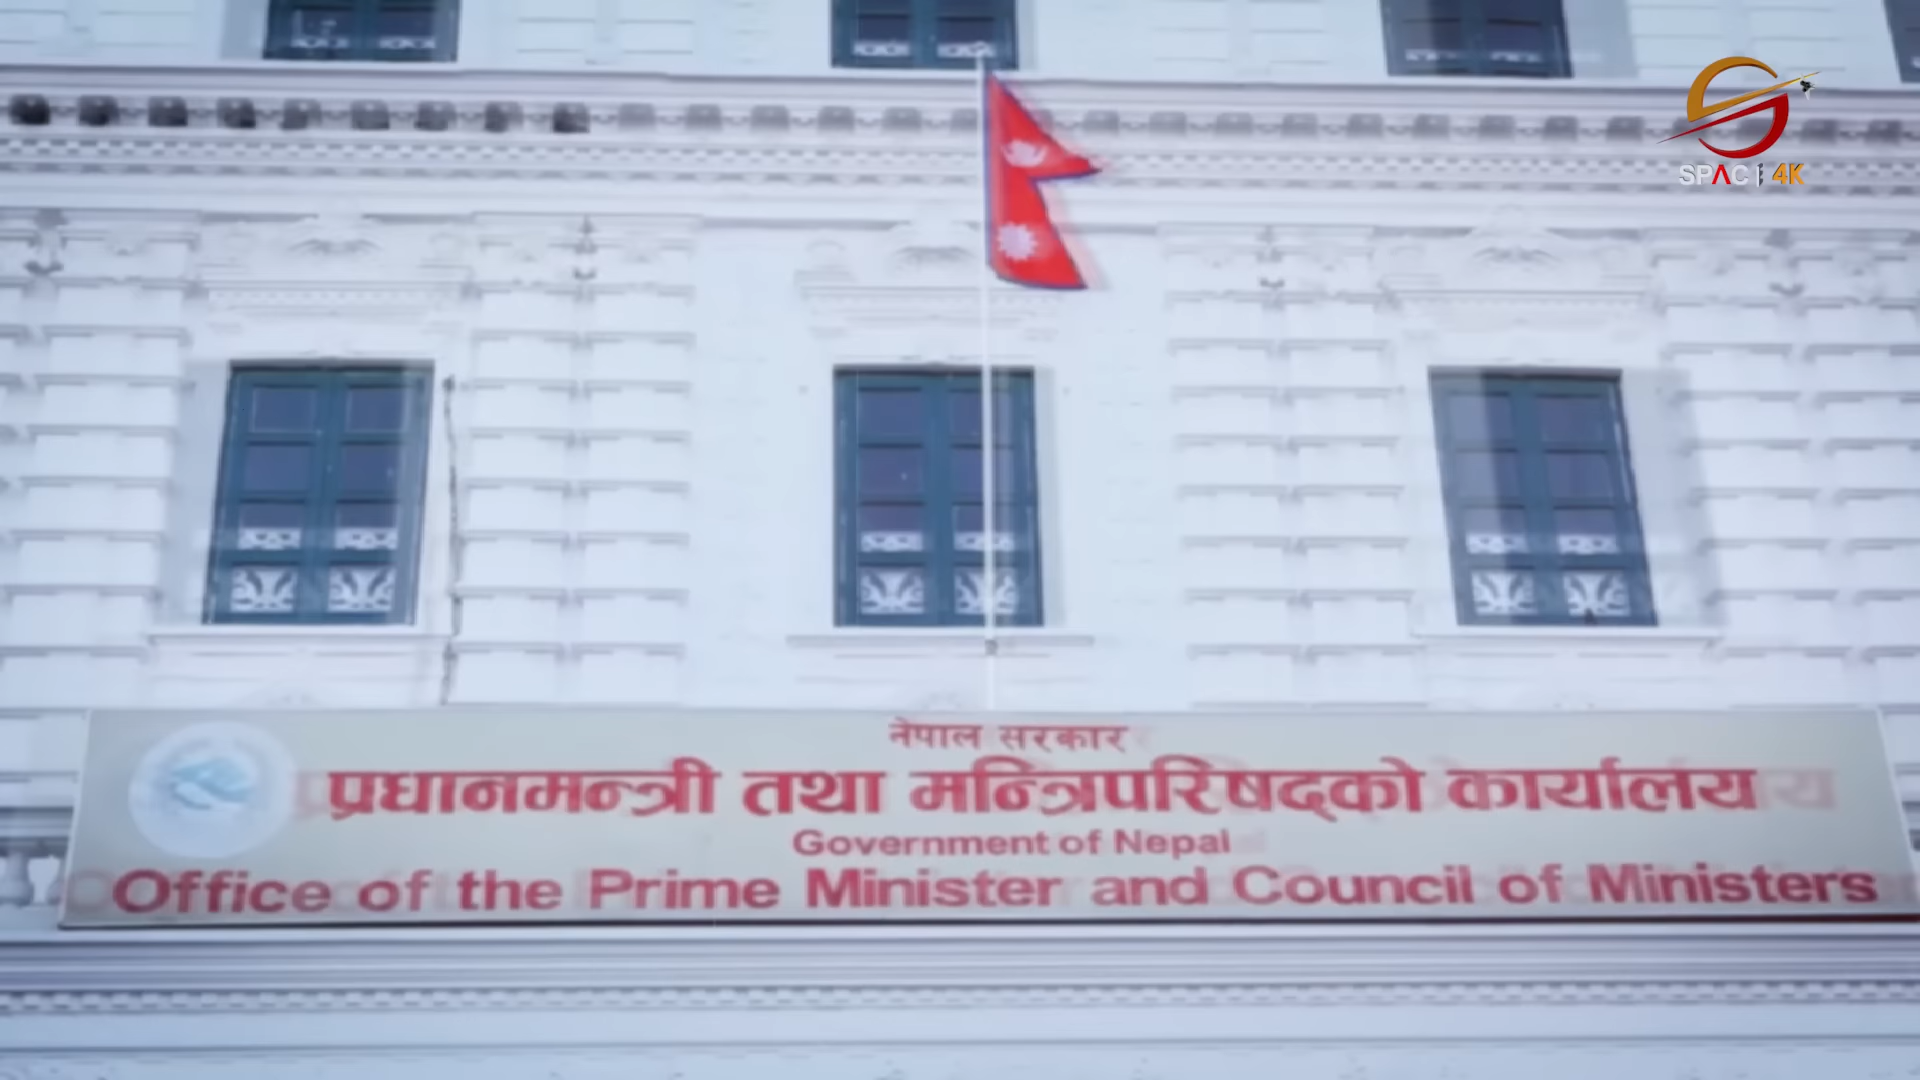 SPAC 4K
नेपाल सरकार
प्रधानमन्त्री तथा मन्त्रिपरिषद्को कार्यालय
Government of Nepal
Office of the Prime Minister and Council of Ministers